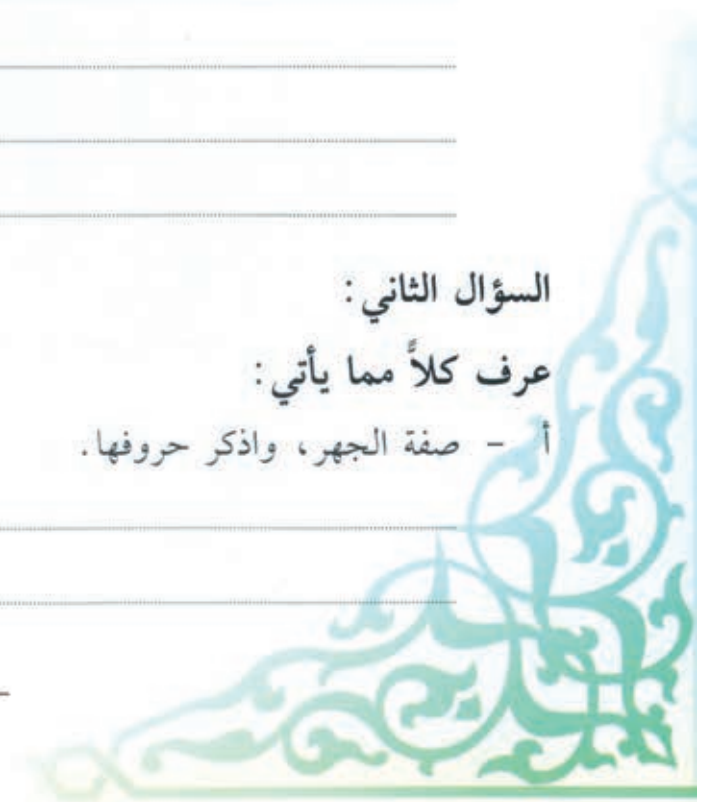 السؤال الثاني:
عرف كلاًّ مما يأتي:
أ - صفة الجهر، واذكر حروفها.